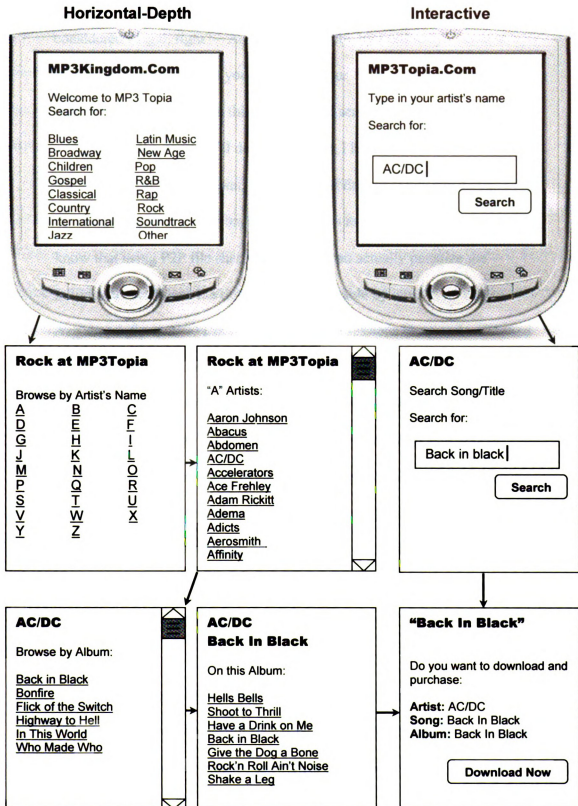 Horizontal-Depth
Interactive
MP3Kingdom.Com
Welcome to MP3 Topia
Search for:
Blues Latin Music
Broadway New Age
Children Pop
Gospel R&B
Classical Rap
Country Rock
International Soundtrack
Jazz Other
MP3Topia.Com
Type in your artist's name
Search for:
AC/DC
Search
Rock at MP3Topia
Browse by Artist's Name
A B C
D E F
G H I
J K L
M N O
P Q R
S T U
V W X
Y Z
Rock at MP3Topia
"A" Artists:
Aaron Johnson
Abacus
Abdomen
AC/DC
Accelerators
Ace Frehley
Adam Rickitt
Adema
Adicts
Aerosmith
Affinity
AC/DC
Search Song/Title
Search for:
Back in black
Search
AC/DC
Browse by Album:
Back in Black
Bonfire
Flick of the Switch
Highway to Hell
In This World
Who Made Who
AC/DC
Back In Black
On this Album:
Hells Bells
Shoot to Thrill
Have a Drink on Me
Back in Black
Give the Dog a Bone
Rock'n Roll Ain't Noise
Shake a Leg
"Back In Black"
Do you want to download and
purchase:
Artist: AC/DC
Song: Back In Black
Album: Back In Black
Download Now